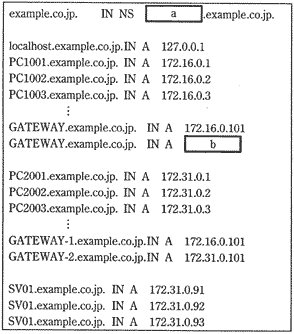 example.co.jp. IN NS a .example.co.jp.
localhost.example.co.jp.IN A 127.0.0.1
PC1001.example.co.jp. IN A 172.16.0.1
PC1002.example.co.jp. IN A 172.16.0.2
PC1003.example.co.jp. IN A 172.16.0.3
⋮
GATEWAY.example.co.jp. IN A 172.16.0.101
GATEWAY.example.co.jp. IN A b
PC2001.example.co.jp. IN A 172.31.0.1
PC2002.example.co.jp. IN A 172.31.0.2
PC2003.example.co.jp. IN A 172.31.0.3
⋮
GATEWAY-1.example.co.jp.IN A 172.16.0.101
GATEWAY-2.example.co.jp. IN A 172.31.0.101
SV01.example.co.jp. IN A 172.31.0.91
SV01.example.co.jp. IN A 172.31.0.92
SV01.example.co.jp. IN A 172.31.0.93